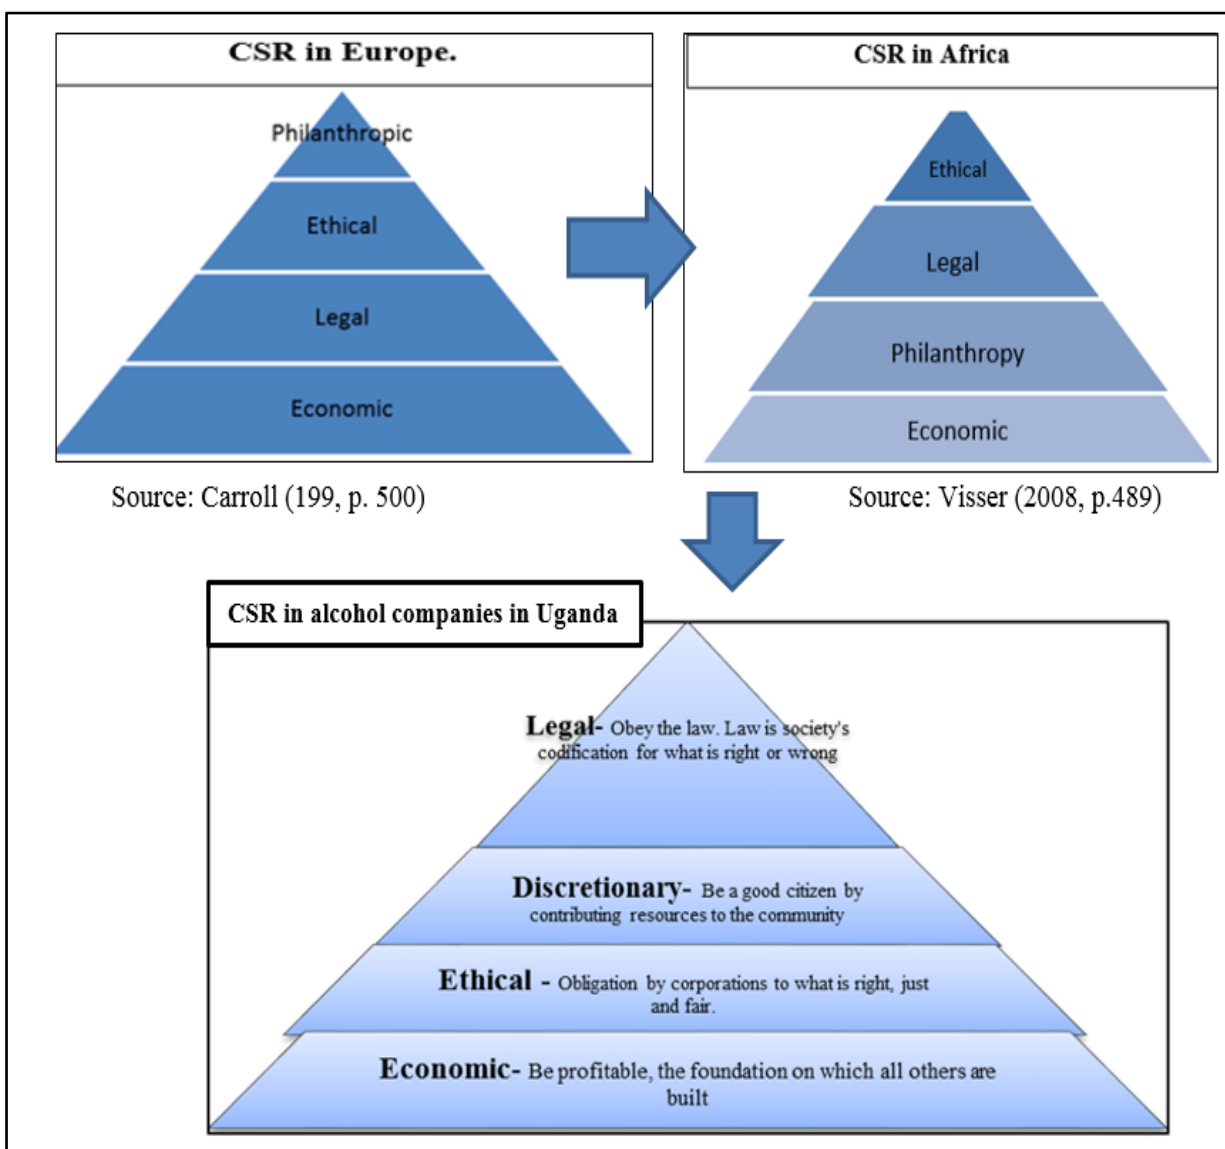 CSR in Europe.
Philanthropic
Ethical
Legal
Economic
Source: Carroll (199, p. 500)
CSR in Africa
Ethical
Legal
Philanthropy
Economic
Source: Visser (2008, p.489)
CSR in alcohol companies in Uganda
Legal- Obey the law. Law is society's
codification for what is right or wrong
Discretionary- Be a good citizen by
contributing resources to the community
Ethical - Obligation by corporations to what is right, just
and fair.
Economic- Be profitable, the foundation on which all others are
built